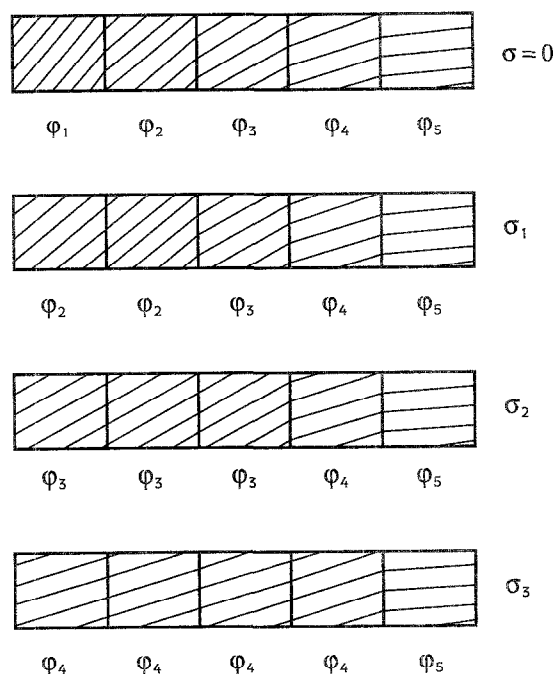 σ=0
φ₁ φ₂ φ₃ φ₄ φ₅
σ₁
φ₂ φ₂ φ₃ φ₄ φ₅
σ₂
φ₃ φ₃ φ₃ φ₄ φ₅
σ₃
φ₄ φ₄ φ₄ φ₄ φ₅